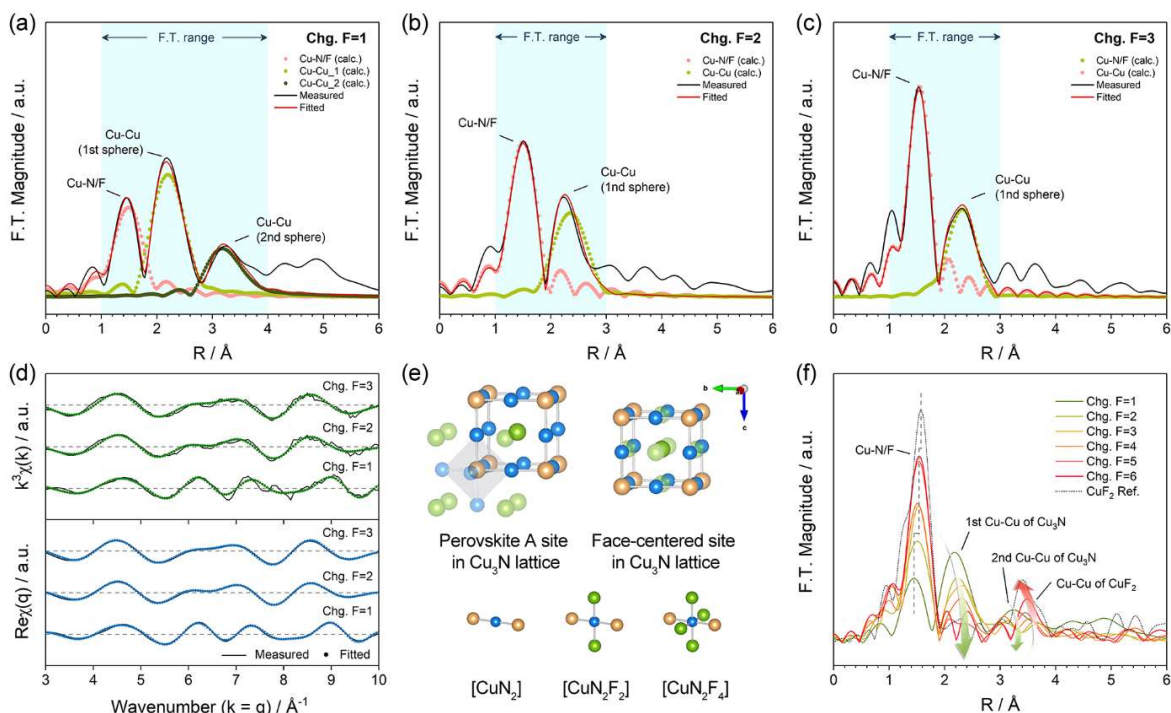 (a)
F.T. range
Chg. F=1
Cu-N/F (calc.)
Cu-Cu_1 (calc.)
Cu-Cu_2 (calc.)
Measured
Fitted
Cu-Cu
(1st sphere)
Cu-N/F
Cu-Cu
(2nd sphere)
F.T. Magnitude / a.u.
0 1 2 3 4 5 6
R / Å
(b)
F.T. range
Chg. F=2
Cu-N/F (calc.)
Cu-Cu (calc.)
Measured
Fitted
Cu-N/F
Cu-Cu
(1nd sphere)
F.T. Magnitude / a.u.
0 1 2 3 4 5 6
R / Å
(c)
F.T. range
Chg. F=3
Cu-N/F (calc.)
Cu-Cu (calc.)
Measured
Fitted
Cu-N/F
Cu-Cu
(1nd sphere)
F.T. Magnitude / a.u.
0 1 2 3 4 5 6
R / Å
(d)
k³χ(k) / a.u.
Chg. F=3
Chg. F=2
Chg. F=1
Reχ(q) / a.u.
Chg. F=3
Chg. F=2
Chg. F=1
Measured
Fitted
3 4 5 6 7 8 9 10
Wavenumber (k = q) / Å⁻¹
(e)
b
c
Perovskite A site
in Cu₃N lattice
Face-centered site
in Cu₃N lattice
[CuN₂]
[CuN₂F₂]
[CuN₂F₄]
(f)
Chg. F=1
Chg. F=2
Chg. F=3
Chg. F=4
Chg. F=5
Chg. F=6
CuF₂ Ref.
Cu-N/F
1st Cu-Cu of Cu₃N
2nd Cu-Cu of Cu₃N
Cu-Cu of CuF₂
F.T. Magnitude / a.u.
0 1 2 3 4 5 6
R / Å